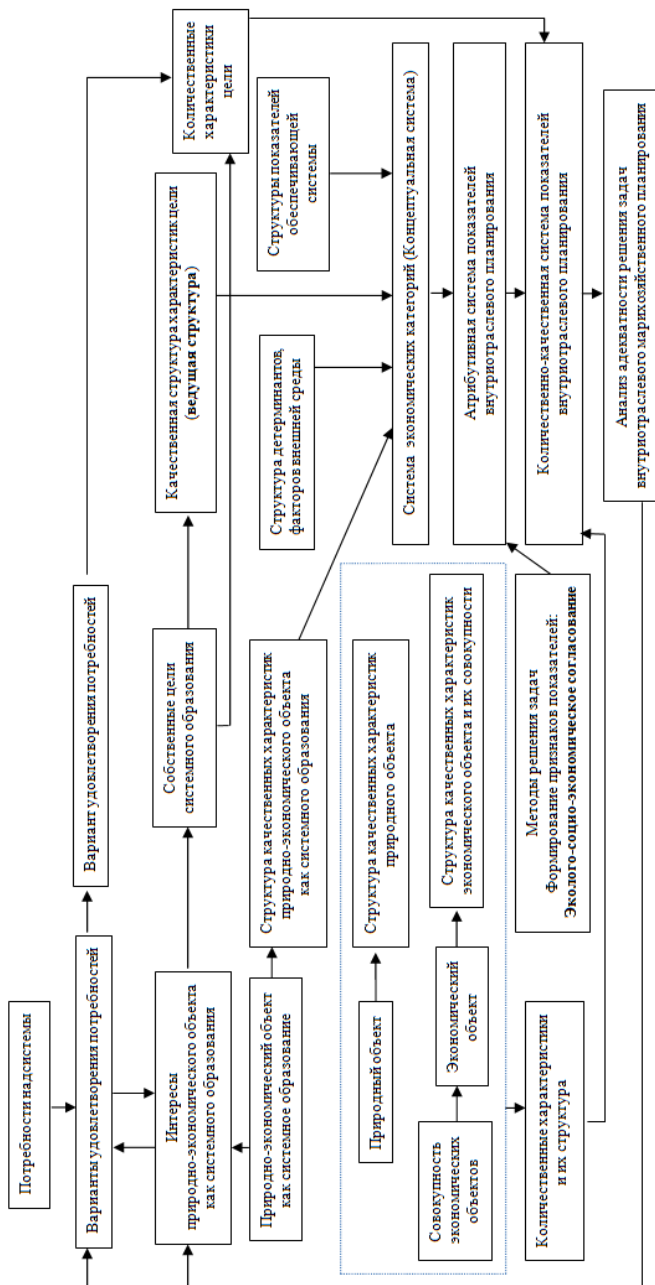 Потребности надсистемы
Варианты удовлетворения потребностей
Вариант удовлетворения потребностей
Количественные
характеристики
цели
Интересы
природно-экономического объекта
как системного образования
Собственные цели
системного образования
Качественная структура характеристик цели
(ведущая структура)
Природно-экономический объект
как системное образование
Структура качественных характеристик
природно-экономического объекта
как системного образования
Структура детерминантов,
факторов внешней среды
Структуры показателей
обеспечивающей
системы
Природный объект
Структура качественных характеристик
природного объекта
Система экономических категорий (Концептуальная система)
Совокупность
экономических
объектов
Экономический
объект
Структура качественных характеристик
экономического объекта и их совокупности
Атрибутивная система показателей
внутриотраслевого планирования
Количественные характеристики
и их структура
Методы решения задач
Формирование признаков показателей:
Эколого-социо-экономическое согласование
Количественно-качественная система показателей
внутриотраслевого планирования
Анализ адекватности решения задач
внутриотраслевого марихозяйственного планирования